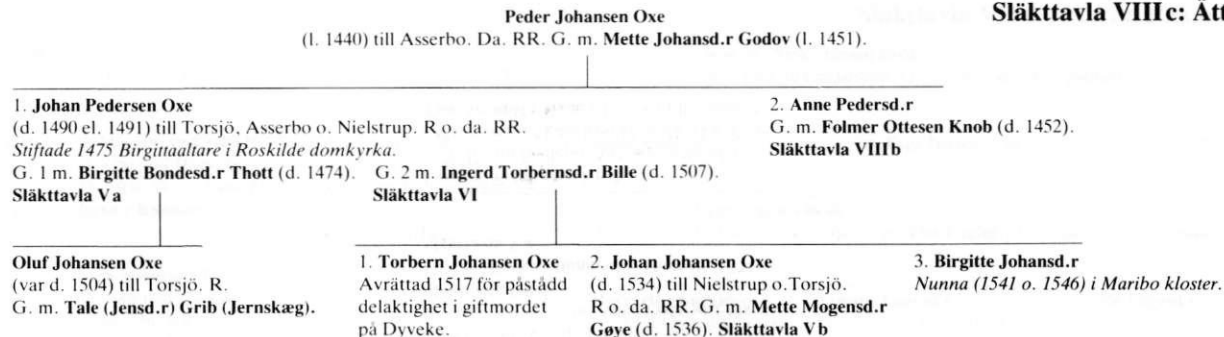 Släkttavla VIIIc: Ätt
Peder Johansen Oxe
(l. 1440) till Asserbo. Da. RR. G. m. Mette Johansd.r Godov (l. 1451).
1. Johan Pedersen Oxe
(d. 1490 el. 1491) till Torsjö, Asserbo o. Nielstrup. R o. da. RR.
Stiftade 1475 Birgittaaltare i Roskilde domkyrka.
G. 1 m. Birgitte Bondesd.r Thott (d. 1474). G. 2 m. Ingerd Torbernsd.r Bille (d. 1507).
Släkttavla Va Släkttavla VI
2. Anne Pedersd.r
G. m. Folmer Ottesen Knob (d. 1452).
Släkttavla VIIIb
Oluf Johansen Oxe
(var d. 1504) till Torsjö. R.
G. m. Tale (Jensd.r) Grib (Jernskæg).
1. Torbern Johansen Oxe
Avrättad 1517 för påstådd
delaktighet i giftmordet
på Dyveke.
2. Johan Johansen Oxe
(d. 1534) till Nielstrup o. Torsjö.
R o. da. RR. G. m. Mette Mogensd.r
Gøye (d. 1536). Släkttavla Vb
3. Birgitte Johansd.r
Nunna (1541 o. 1546) i Maribo kloster.